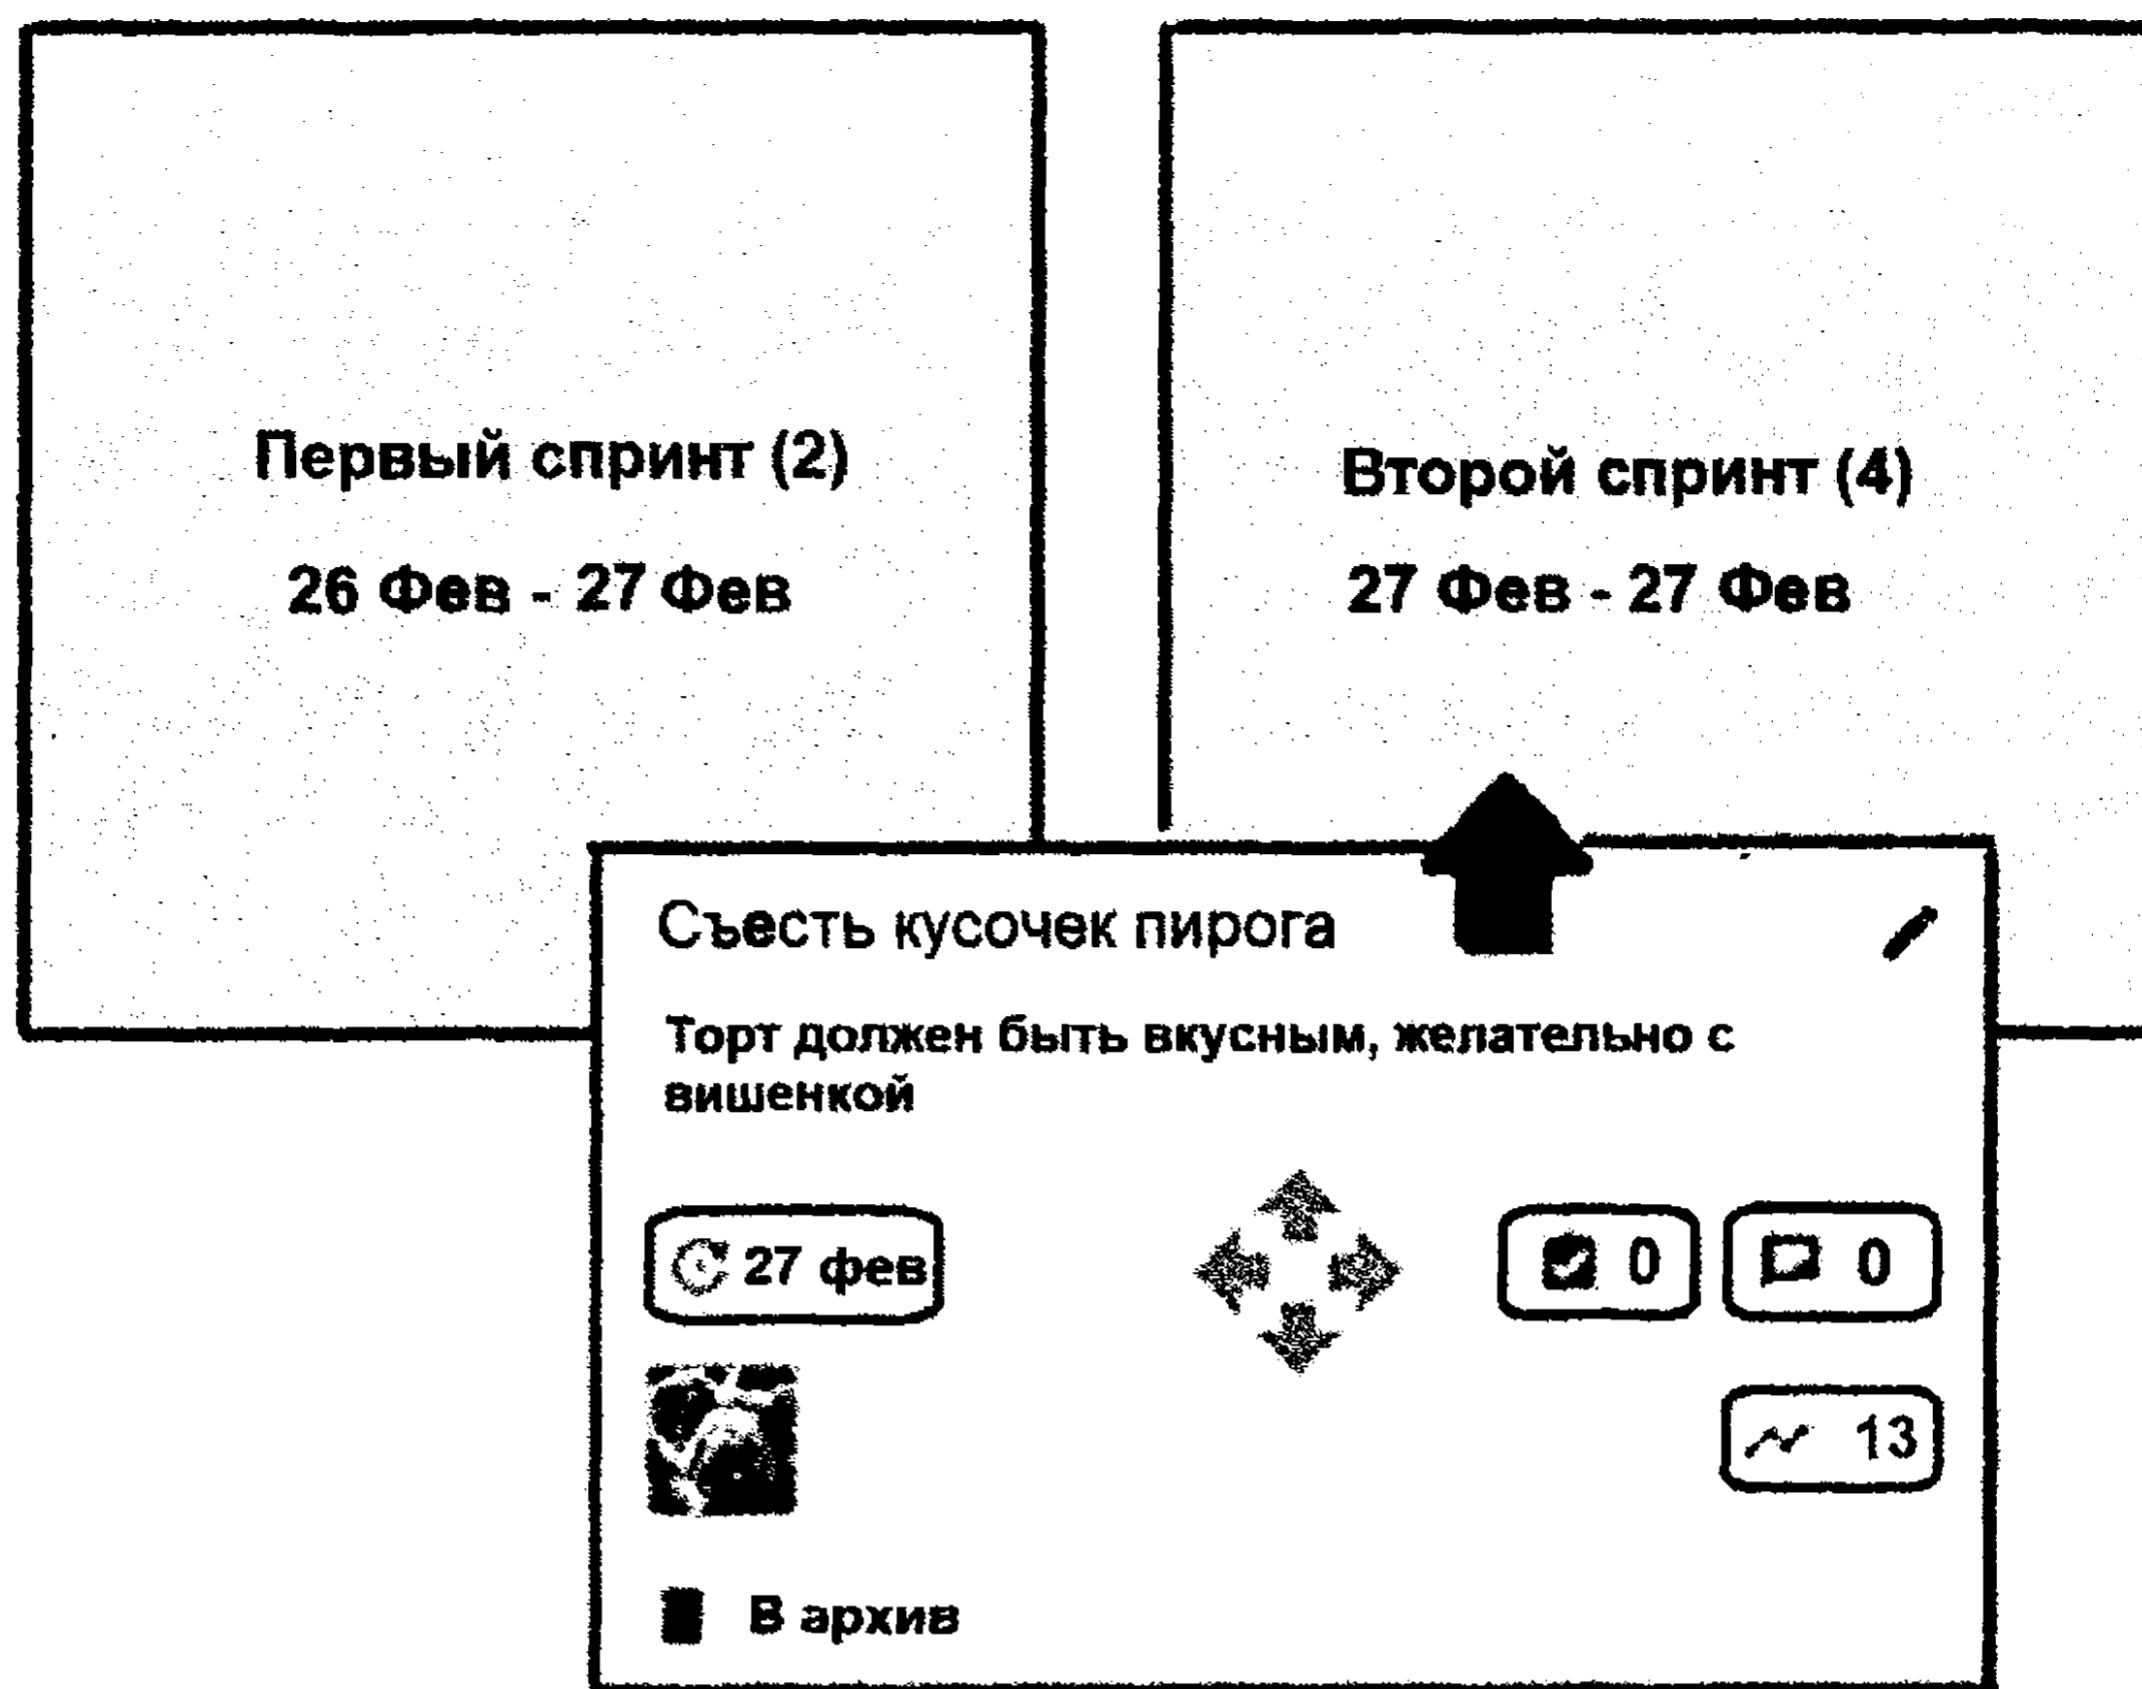 Первый спринт (2)
26 Фев - 27 Фев
Второй спринт (4)
27 Фев - 27 Фев
Съесть кусочек пирога
Торт должен быть вкусным, желательно с
вишенкой
27 фев
0
0
13
В архив